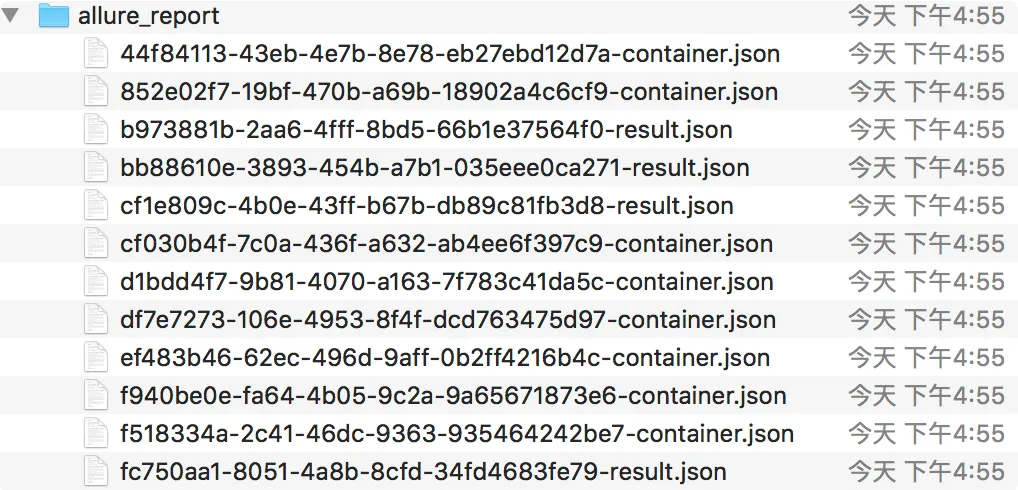 allure_report 今天 下午4:55
44f84113-43eb-4e7b-8e78-eb27ebd12d7a-container.json 今天 下午4:55
852e02f7-19bf-470b-a69b-18902a4c6cf9-container.json 今天 下午4:55
b973881b-2aa6-4fff-8bd5-66b1e37564f0-result.json 今天 下午4:55
bb88610e-3893-454b-a7b1-035eee0ca271-result.json 今天 下午4:55
cf1e809c-4b0e-43ff-b67b-db89c81fb3d8-result.json 今天 下午4:55
cf030b4f-7c0a-436f-a632-ab4ee6f397c9-container.json 今天 下午4:55
d1bdd4f7-9b81-4070-a163-7f783c41da5c-container.json 今天 下午4:55
df7e7273-106e-4953-8f4f-dcd763475d97-container.json 今天 下午4:55
ef483b46-62ec-496d-9aff-0b2ff4216b4c-container.json 今天 下午4:55
f940be0e-fa64-4b05-9c2a-9a65671873e6-container.json 今天 下午4:55
f518334a-2c41-46dc-9363-935464242be7-container.json 今天 下午4:55
fc750aa1-8051-4a8b-8cfd-34fd4683fe79-result.json 今天 下午4:55